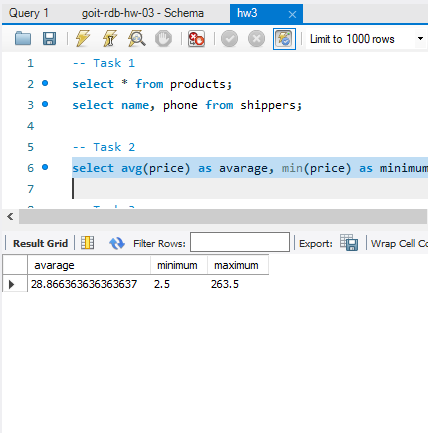 Query 1 goit-rdb-hw-03 - Schema hw3
Limit to 1000 rows
1 -- Task 1
2 select * from products;
3 select name, phone from shippers;
4
5 -- Task 2
6 select avg(price) as avarage, min(price) as minimum
7
Result Grid Filter Rows: Export: Wrap Cell Co
avarage minimum maximum
28.866363636363637 2.5 263.5